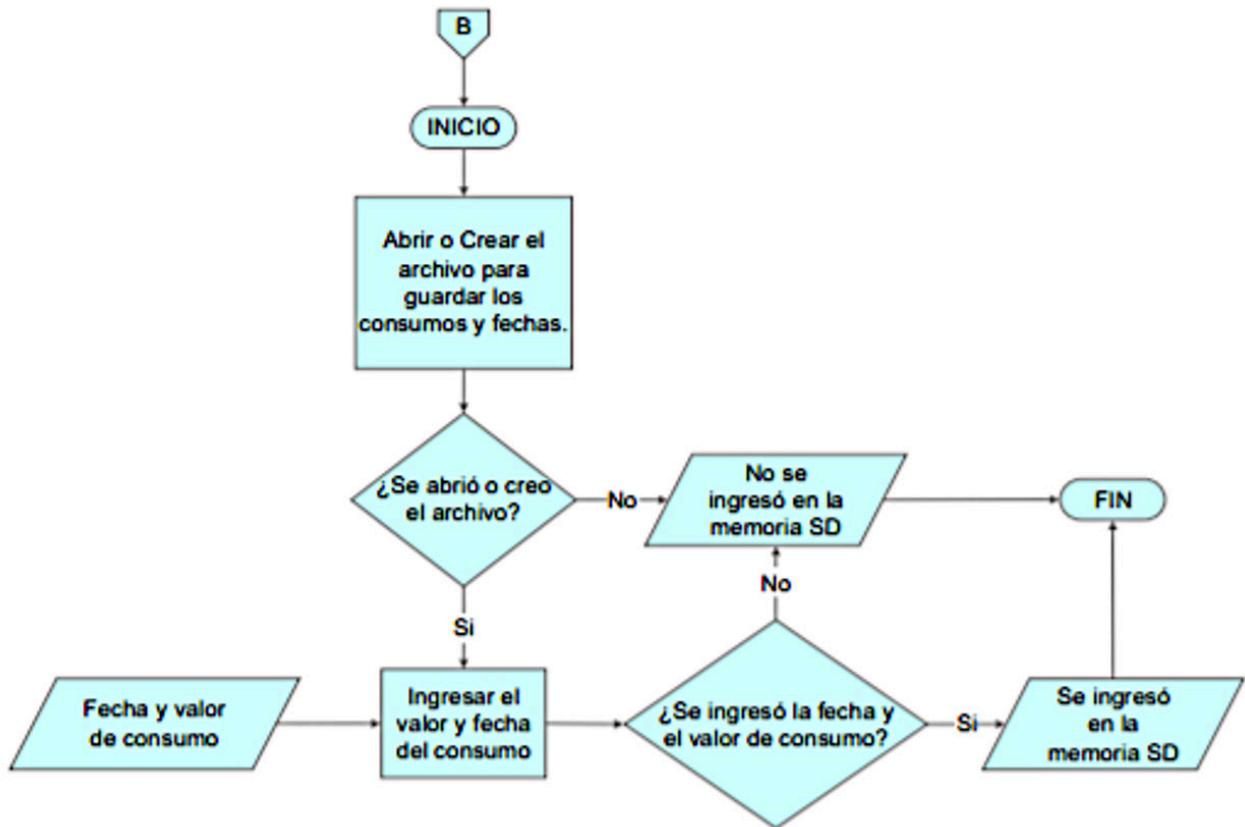 B
INICIO
Abrir o Crear el
archivo para
guardar los
consumos y fechas.
¿Se abrió o creo
el archivo?
No
No se
ingresó en la
memoria SD
FIN
No
Si
Fecha y valor
de consumo
Ingresar el
valor y fecha
del consumo
¿Se ingresó la fecha y
el valor de consumo?
Si
Se ingresó
en la
memoria SD